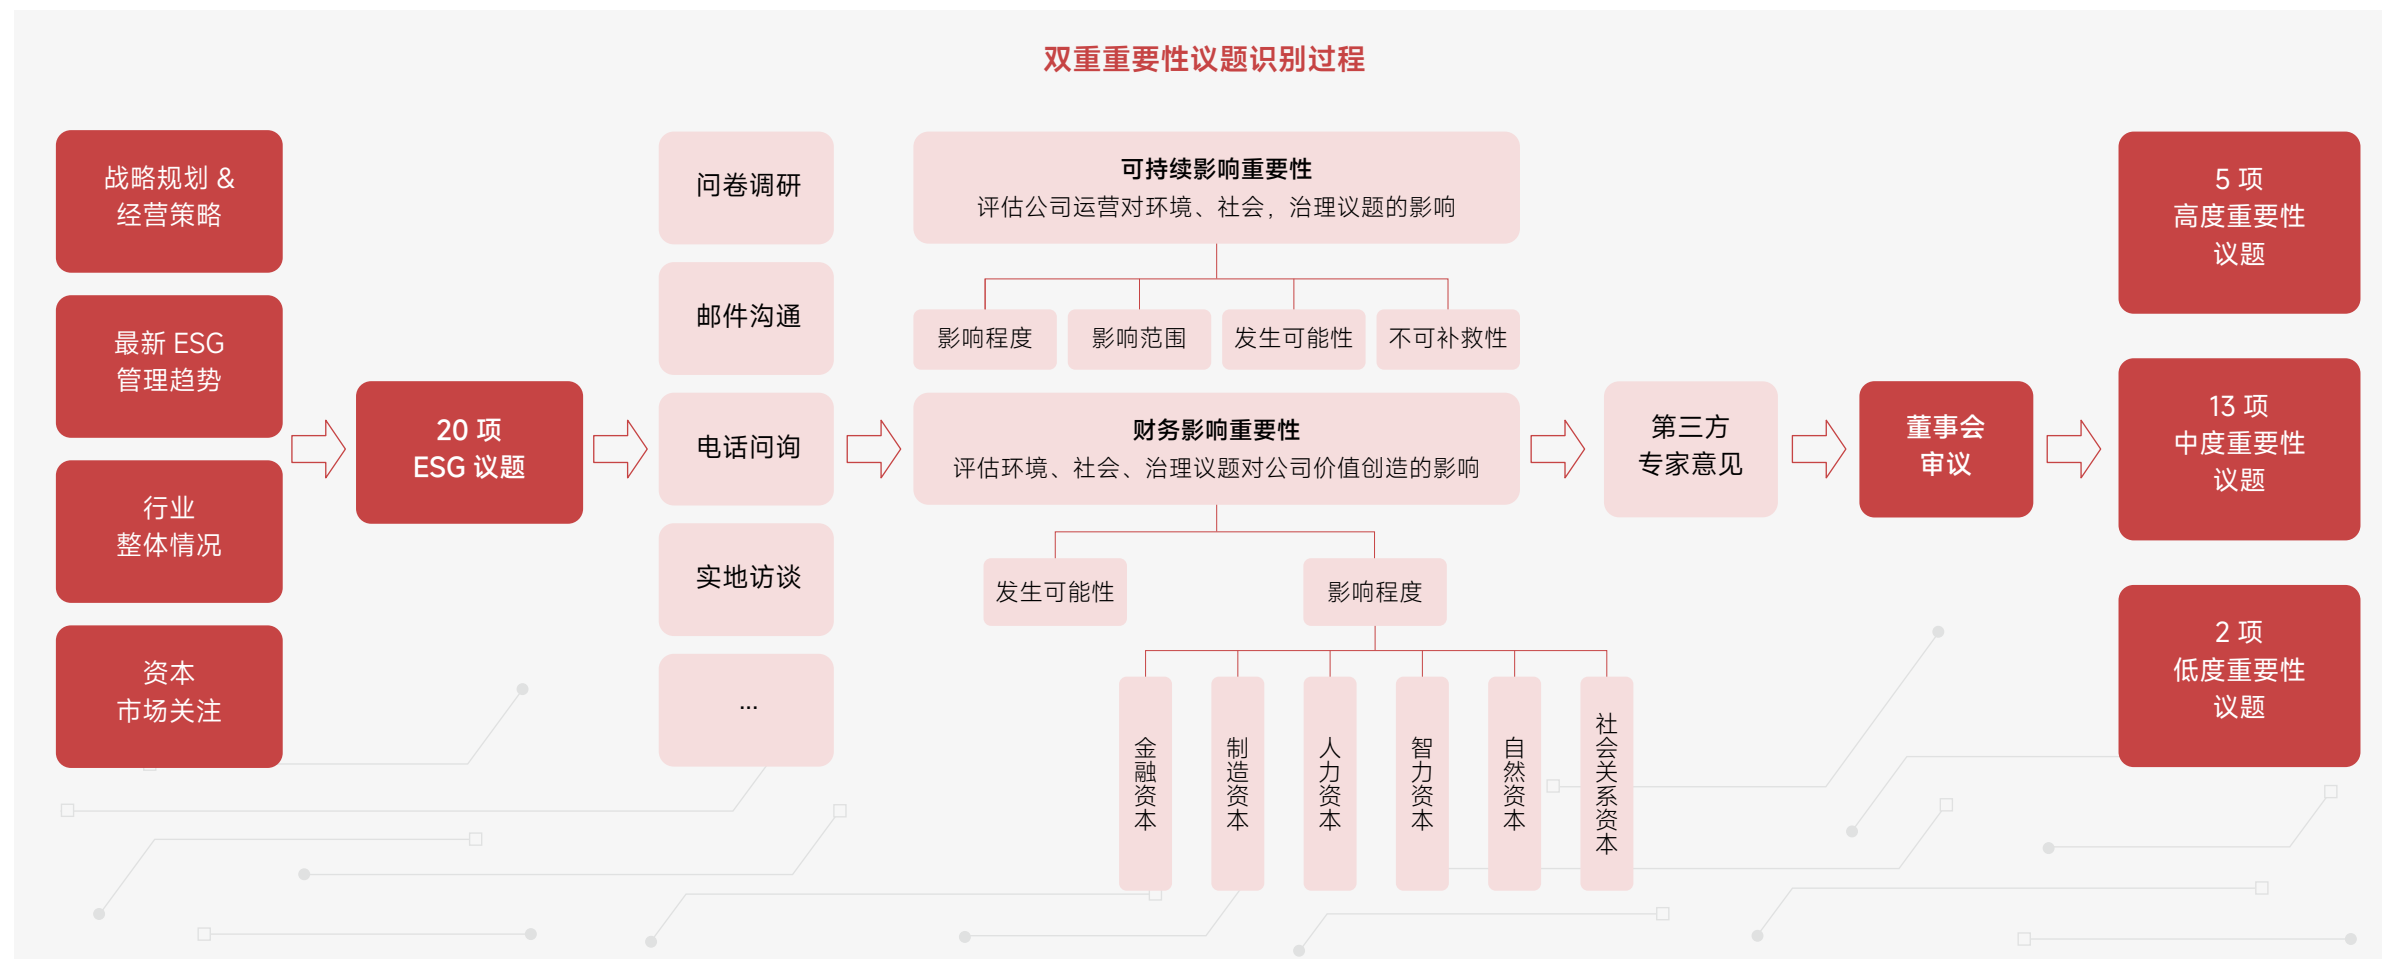 双重重要性议题识别过程
战略规划 &
经营策略
最新 ESG
管理趋势
行业
整体情况
资本
市场关注
20 项
ESG 议题
问卷调研
邮件沟通
电话问询
实地访谈
...
可持续影响重要性
评估公司运营对环境、社会，治理议题的影响
影响程度
影响范围
发生可能性
不可补救性
财务影响重要性
评估环境、社会、治理议题对公司价值创造的影响
发生可能性
影响程度
金融资本
制造资本
人力资本
智力资本
自然资本
社会关系资本
第三方
专家意见
董事会
审议
5 项
高度重要性
议题
13 项
中度重要性
议题
2 项
低度重要性
议题